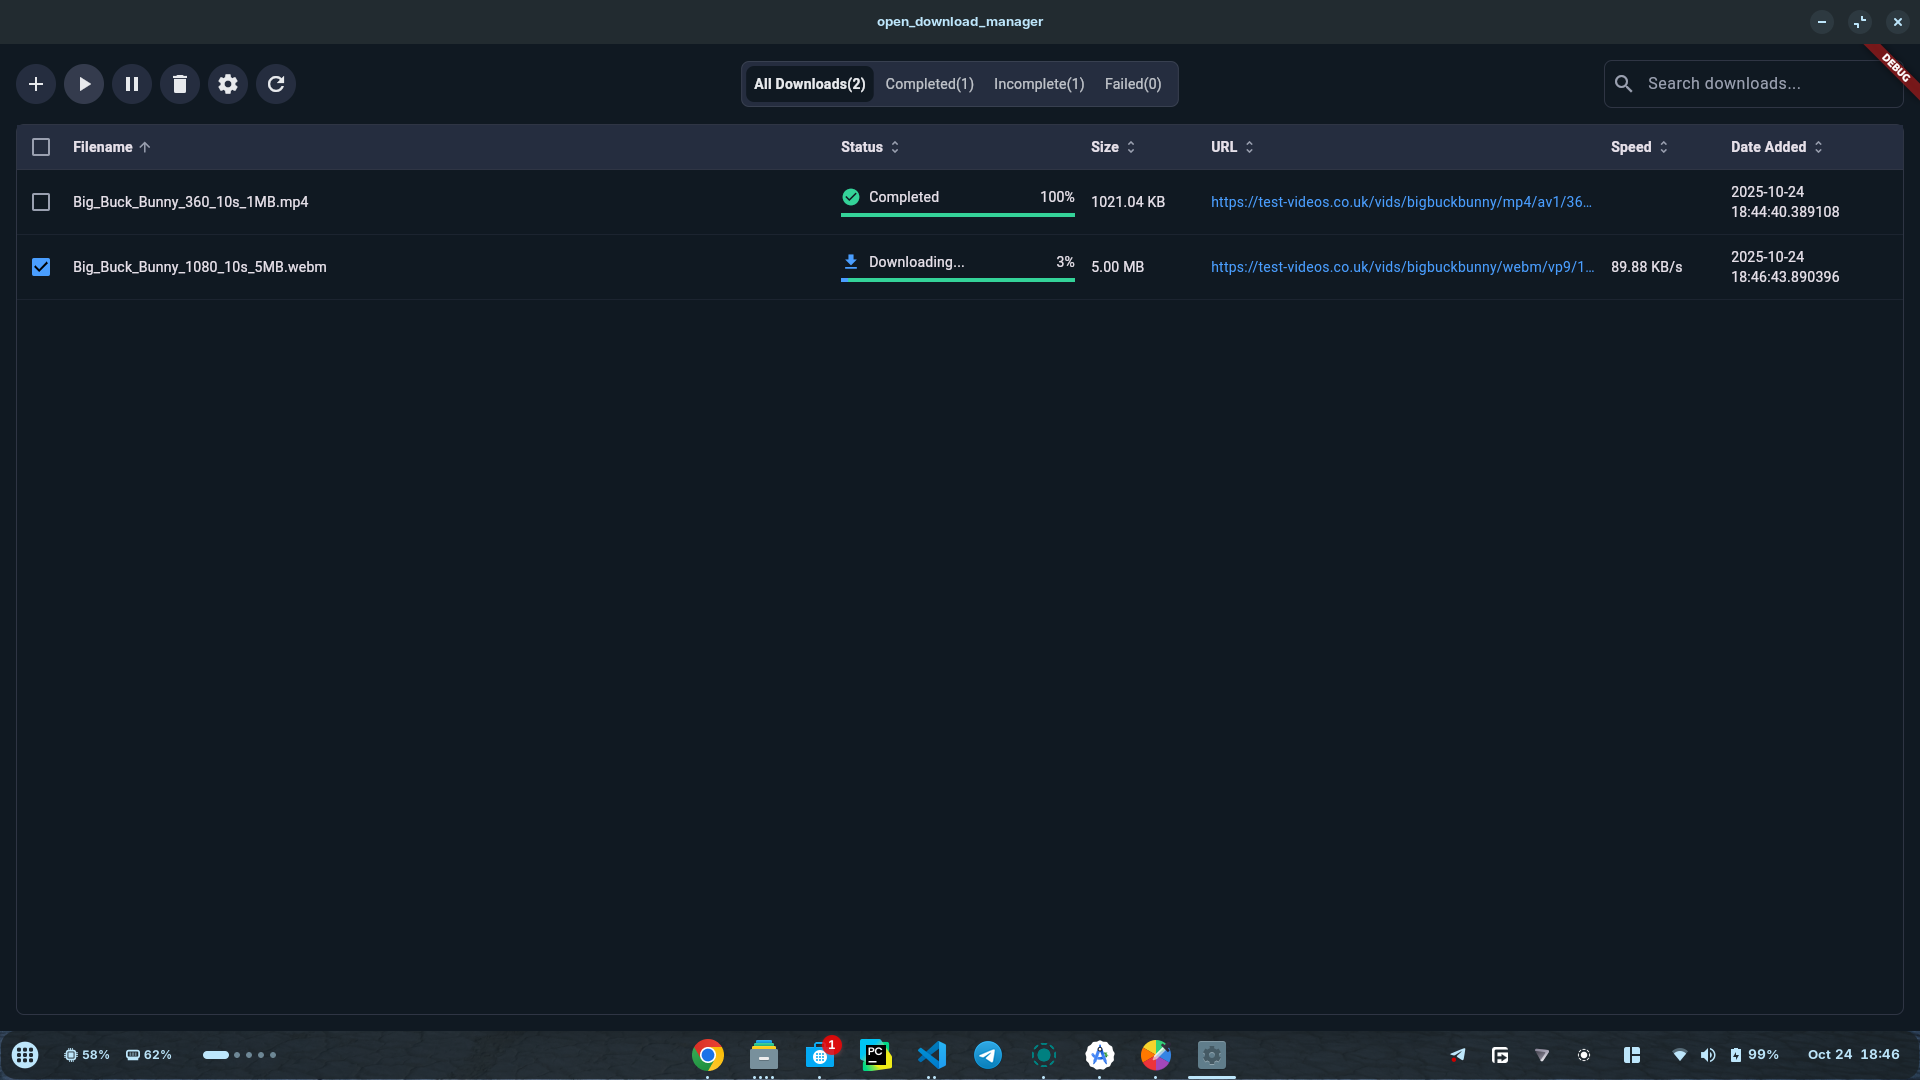 open_download_manager
DEBUG
All Downloads(2) Completed(1) Incomplete(1) Failed(0)
Search downloads...
Filename Status Size URL Speed Date Added
Big_Buck_Bunny_360_10s_1MB.mp4 Completed 100% 1021.04 KB https://test-videos.co.uk/vids/bigbuckbunny/mp4/av1/36... 2025-10-24
18:44:40.389108
Big_Buck_Bunny_1080_10s_5MB.webm Downloading... 3% 5.00 MB https://test-videos.co.uk/vids/bigbuckbunny/webm/vp9/1... 89.88 KB/s 2025-10-24
18:46:43.890396
58% 62% 1 PC 99% Oct 24 18:46